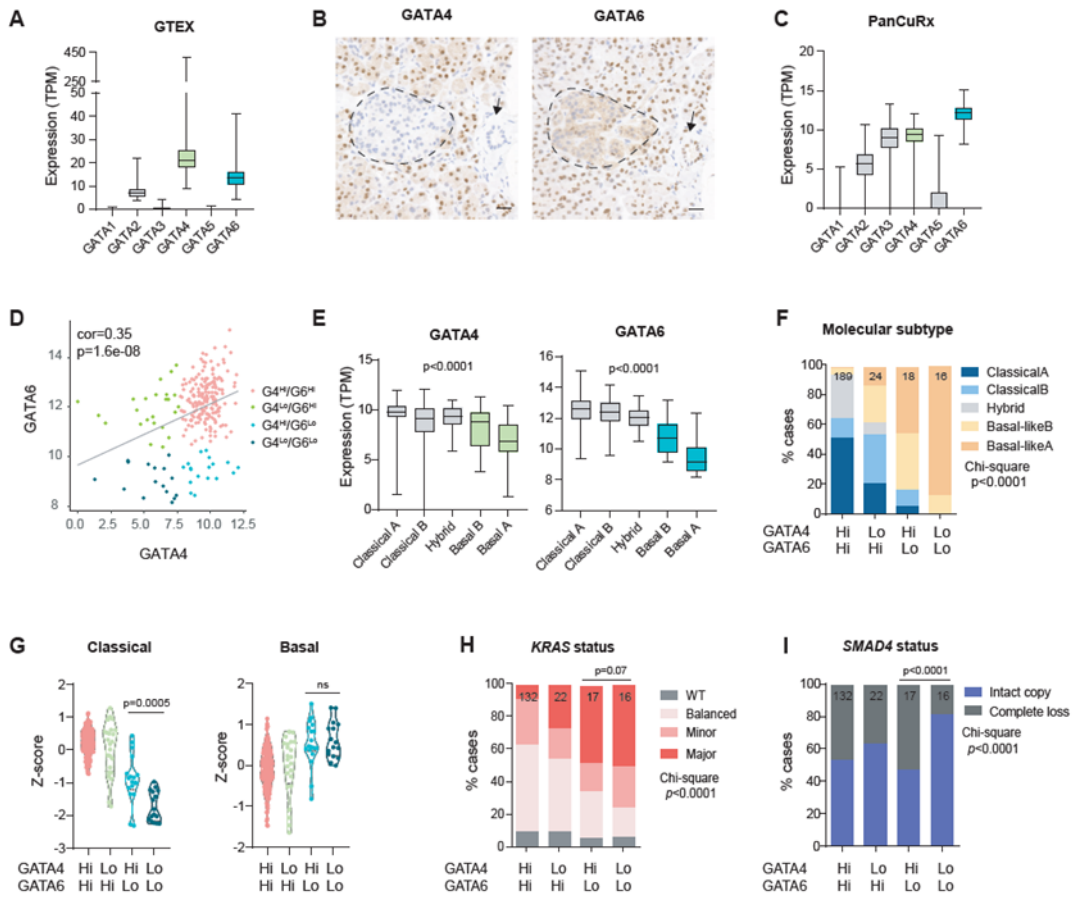 A
GTEX
Expression (TPM)
450
250
50
40
30
20
10
0
GATA1
GATA2
GATA3
GATA4
GATA5
GATA6
B
GATA4
GATA6
C
PanCuRx
Expression (TPM)
20
15
10
5
0
GATA1
GATA2
GATA3
GATA4
GATA5
GATA6
D
cor=0.35
p=1.6e-08
GATA6
14
12
10
8
0.0 2.5 5.0 7.5 10.0 12.5
GATA4
G4Hi/G6Hi
G4Lo/G6Hi
G4Hi/G6Lo
G4Lo/G6Lo
E
GATA4
p<0.0001
Expression (TPM)
15
10
5
0
Classical A
Classical B
Hybrid
Basal B
Basal A
GATA6
p<0.0001
16
14
12
10
8
6
Classical A
Classical B
Hybrid
Basal B
Basal A
F
Molecular subtype
% cases
100
80
60
40
20
0
189 24 18 16
ClassicalA
ClassicalB
Hybrid
Basal-likeB
Basal-likeA
Chi-square
p<0.0001
GATA4 Hi Lo Hi Lo
GATA6 Hi Hi Lo Lo
G
Classical
Z-score
2
1
0
-1
-2
-3
p=0.0005
GATA4 Hi Lo Hi Lo
GATA6 Hi Hi Lo Lo
Basal
Z-score
2
1
0
-1
-2
ns
Hi Lo Hi Lo
Hi Hi Lo Lo
H
KRAS status
p=0.07
% cases
100
80
60
40
20
0
132 22 17 16
WT
Balanced
Minor
Major
Chi-square
p<0.0001
GATA4 Hi Lo Hi Lo
GATA6 Hi Hi Lo Lo
I
SMAD4 status
p<0.0001
% cases
100
80
60
40
20
0
132 22 17 16
Intact copy
Complete loss
Chi-square
p<0.0001
GATA4 Hi Lo Hi Lo
GATA6 Hi Hi Lo Lo